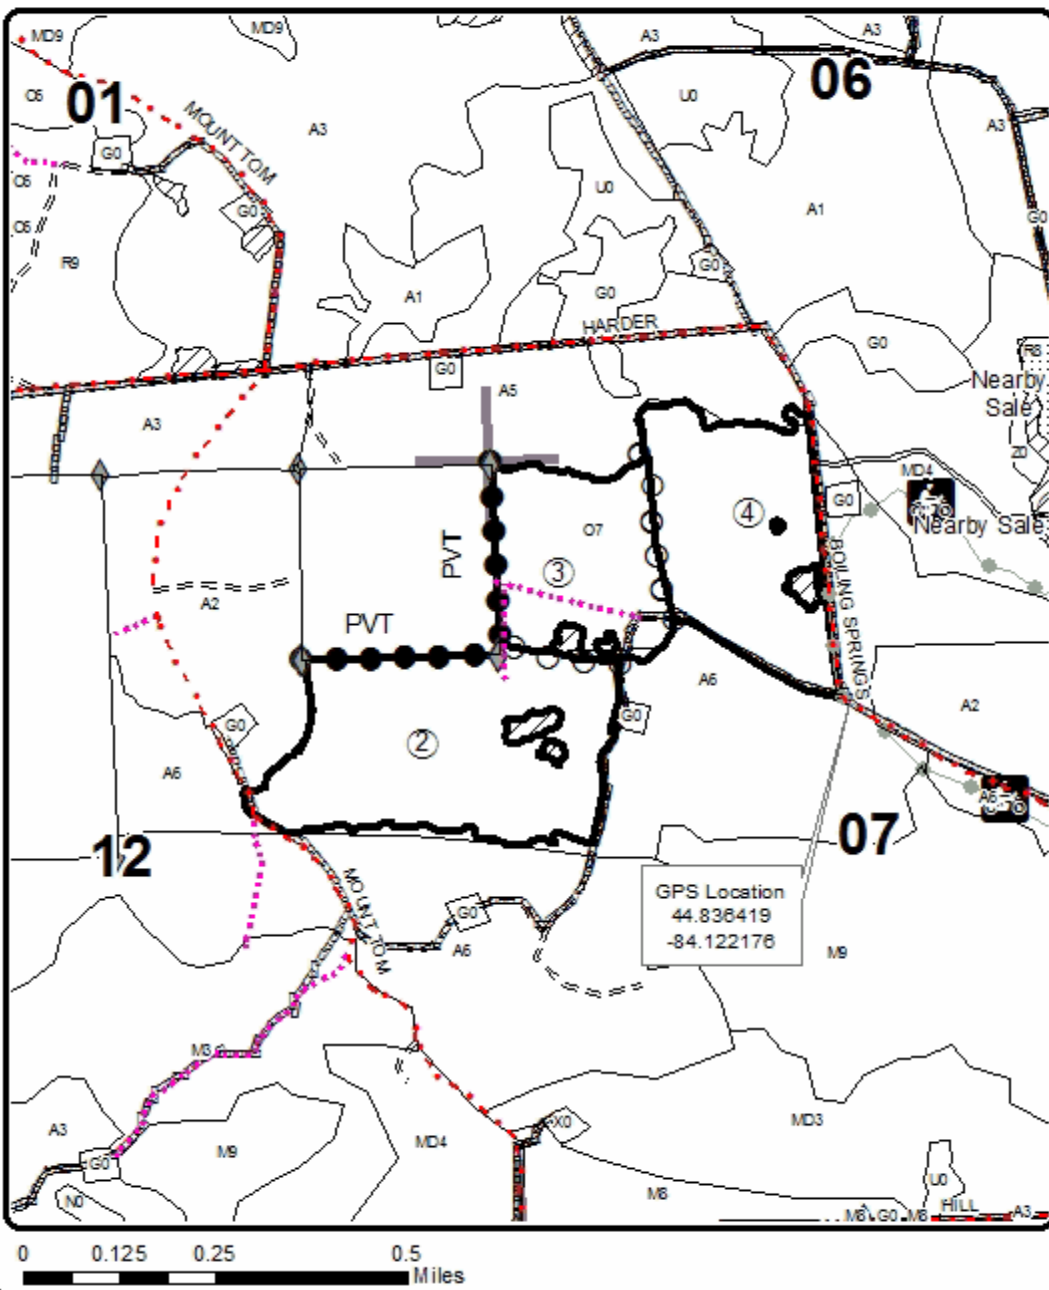 MD9
MD9
A3
A3
06
O6
01
MOUNT TOM
A3
U0
A3
G0
O6
U0
G0
A1
G0
O6
R9
G0
A1
G0
HARDER
G0
R8
G0
A5
Nearby
Sale
A3
Z0
MD4
G0
4
Nearby Sale
O7
PVT
BOILING SPRINGS
3
A2
PVT
A6
G0
G0
A2
2
A6
A6
07
12
MOUNT TOM
GPS Location
44.836419
-84.122176
G0
A6
M9
M3
A3
MD4
X0
MD3
M9
G0
N0
M8
U0
M8
G0
M8
HILL
A3
0
0.125
0.25
0.5
Miles